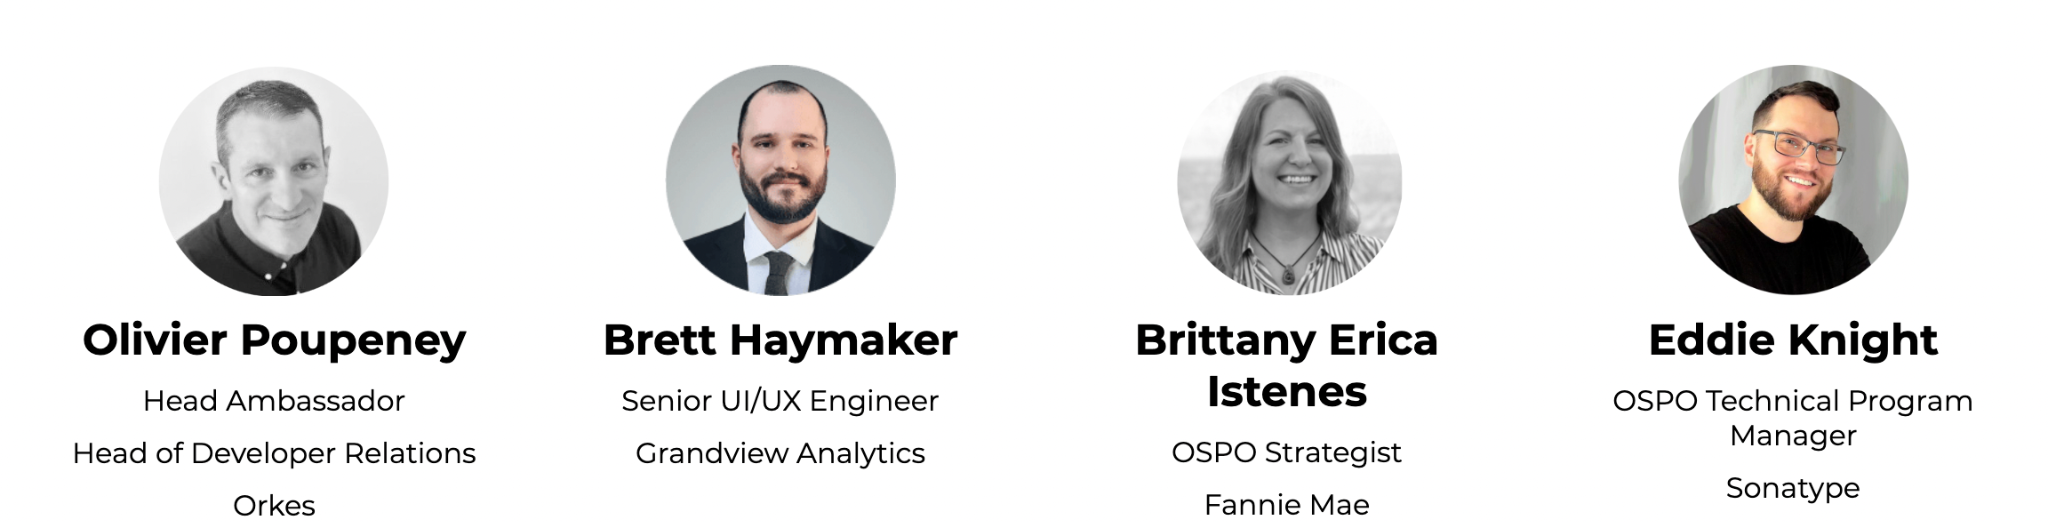 Olivier Poupeney
Head Ambassador
Head of Developer Relations
Orkes
Brett Haymaker
Senior UI/UX Engineer
Grandview Analytics
Brittany Erica
Istenes
OSPO Strategist
Fannie Mae
Eddie Knight
OSPO Technical Program
Manager
Sonatype